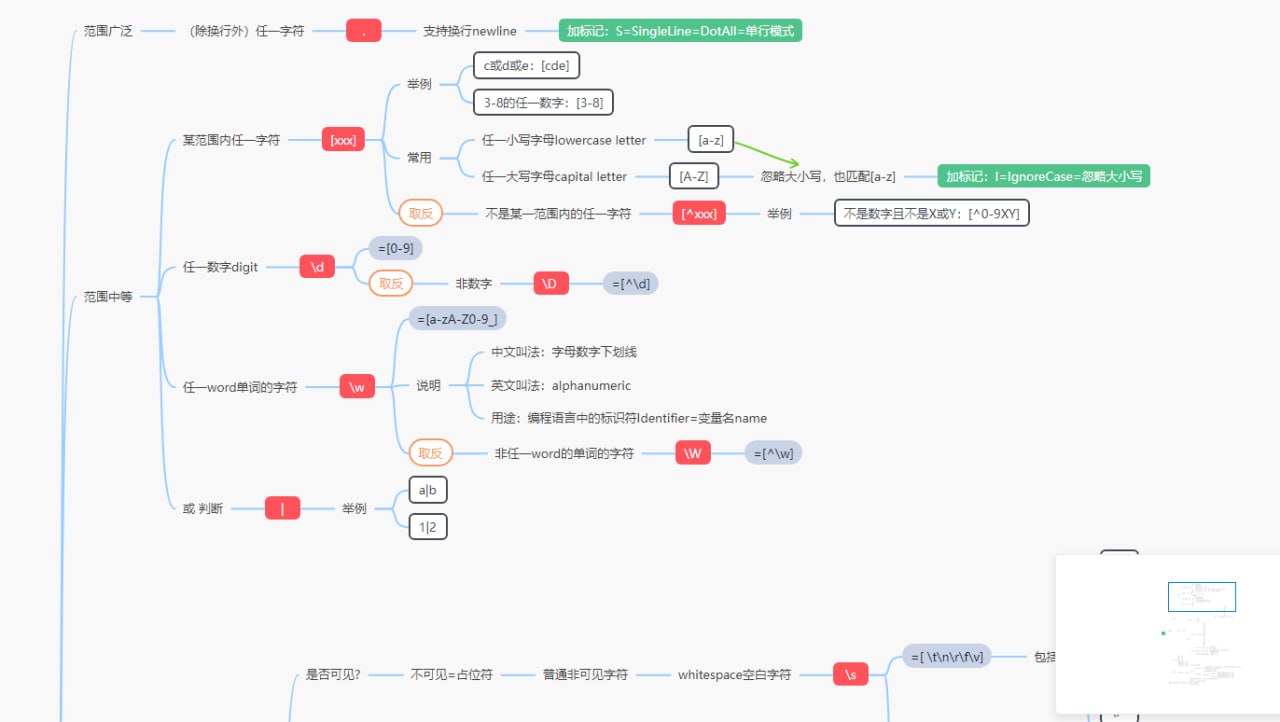 范围广泛
（除换行外）任一字符
.
支持换行newline
加标记：S=SingleLine=DotAll=单行模式
范围中等
某范围内任一字符
[xxx]
举例
c或d或e：[cde]
3-8的任一数字：[3-8]
常用
任一小写字母lowercase letter
[a-z]
任一大写字母capital letter
[A-Z]
忽略大小写，也匹配[a-z]
加标记：I=IgnoreCase=忽略大小写
取反
不是某一范围内的任一字符
[^xxx]
举例
不是数字且不是X或Y：[^0-9XY]
任一数字digit
\d
=[0-9]
取反
非数字
\D
=[^\d]
任一word单词的字符
\w
=[a-zA-Z0-9_]
说明
中文叫法：字母数字下划线
英文叫法：alphanumeric
用途：编程语言中的标识符Identifier=变量名name
取反
非任一word的单词的字符
\W
=[^\w]
或 判断
|
举例
a|b
1|2
是否可见？
不可见=占位符
普通非可见字符
whitespace空白字符
\s
=[ \t\n\r\f\v]
包括